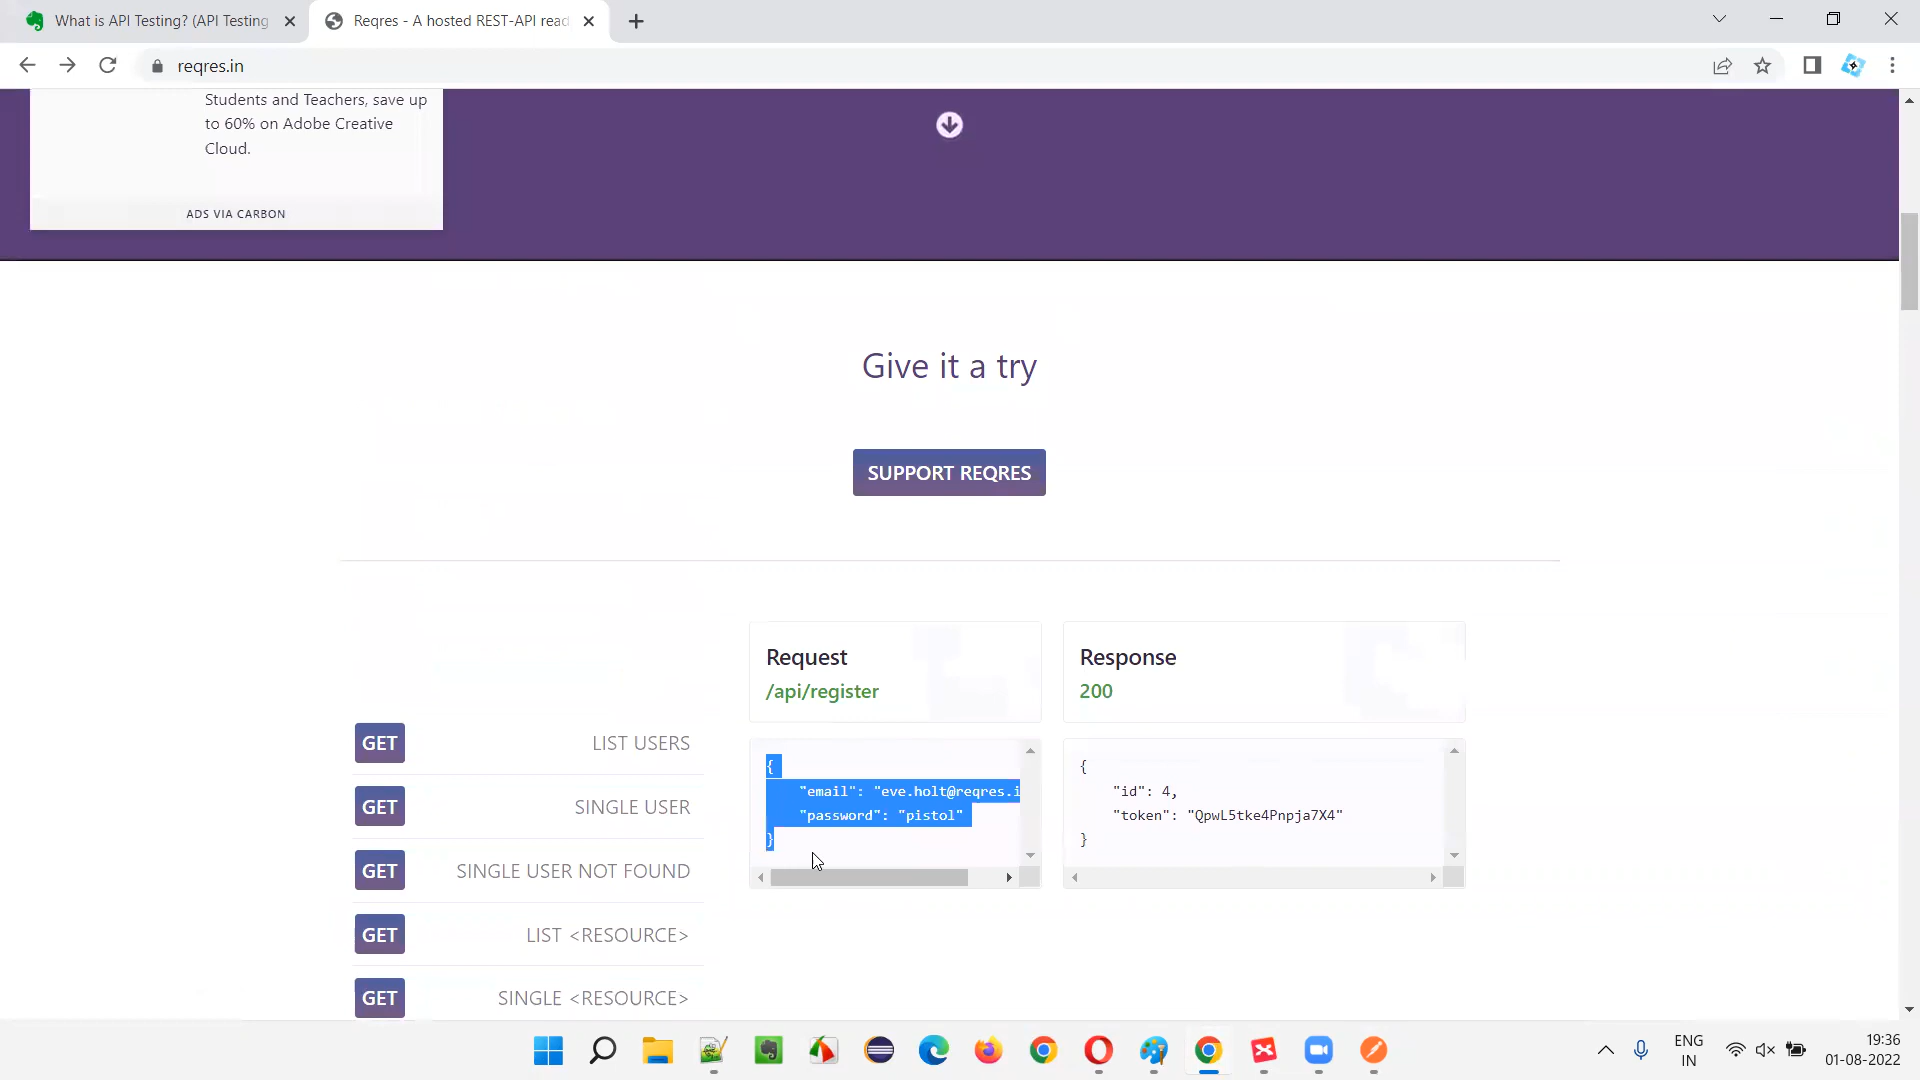 What is API Testing? (API Testing
Reqres - A hosted REST-API read
reqres.in
Students and Teachers, save up
to 60% on Adobe Creative
Cloud.
ADS VIA CARBON
Give it a try
SUPPORT REQRES
Request
/api/register
Response
200
{
"email": "eve.holt@reqres.i
"password": "pistol"
}
{
"id": 4,
"token": "QpwL5tke4Pnpja7X4"
}
GET LIST USERS
GET SINGLE USER
GET SINGLE USER NOT FOUND
GET LIST <RESOURCE>
GET SINGLE <RESOURCE>
ENG
IN
19:36
01-08-2022